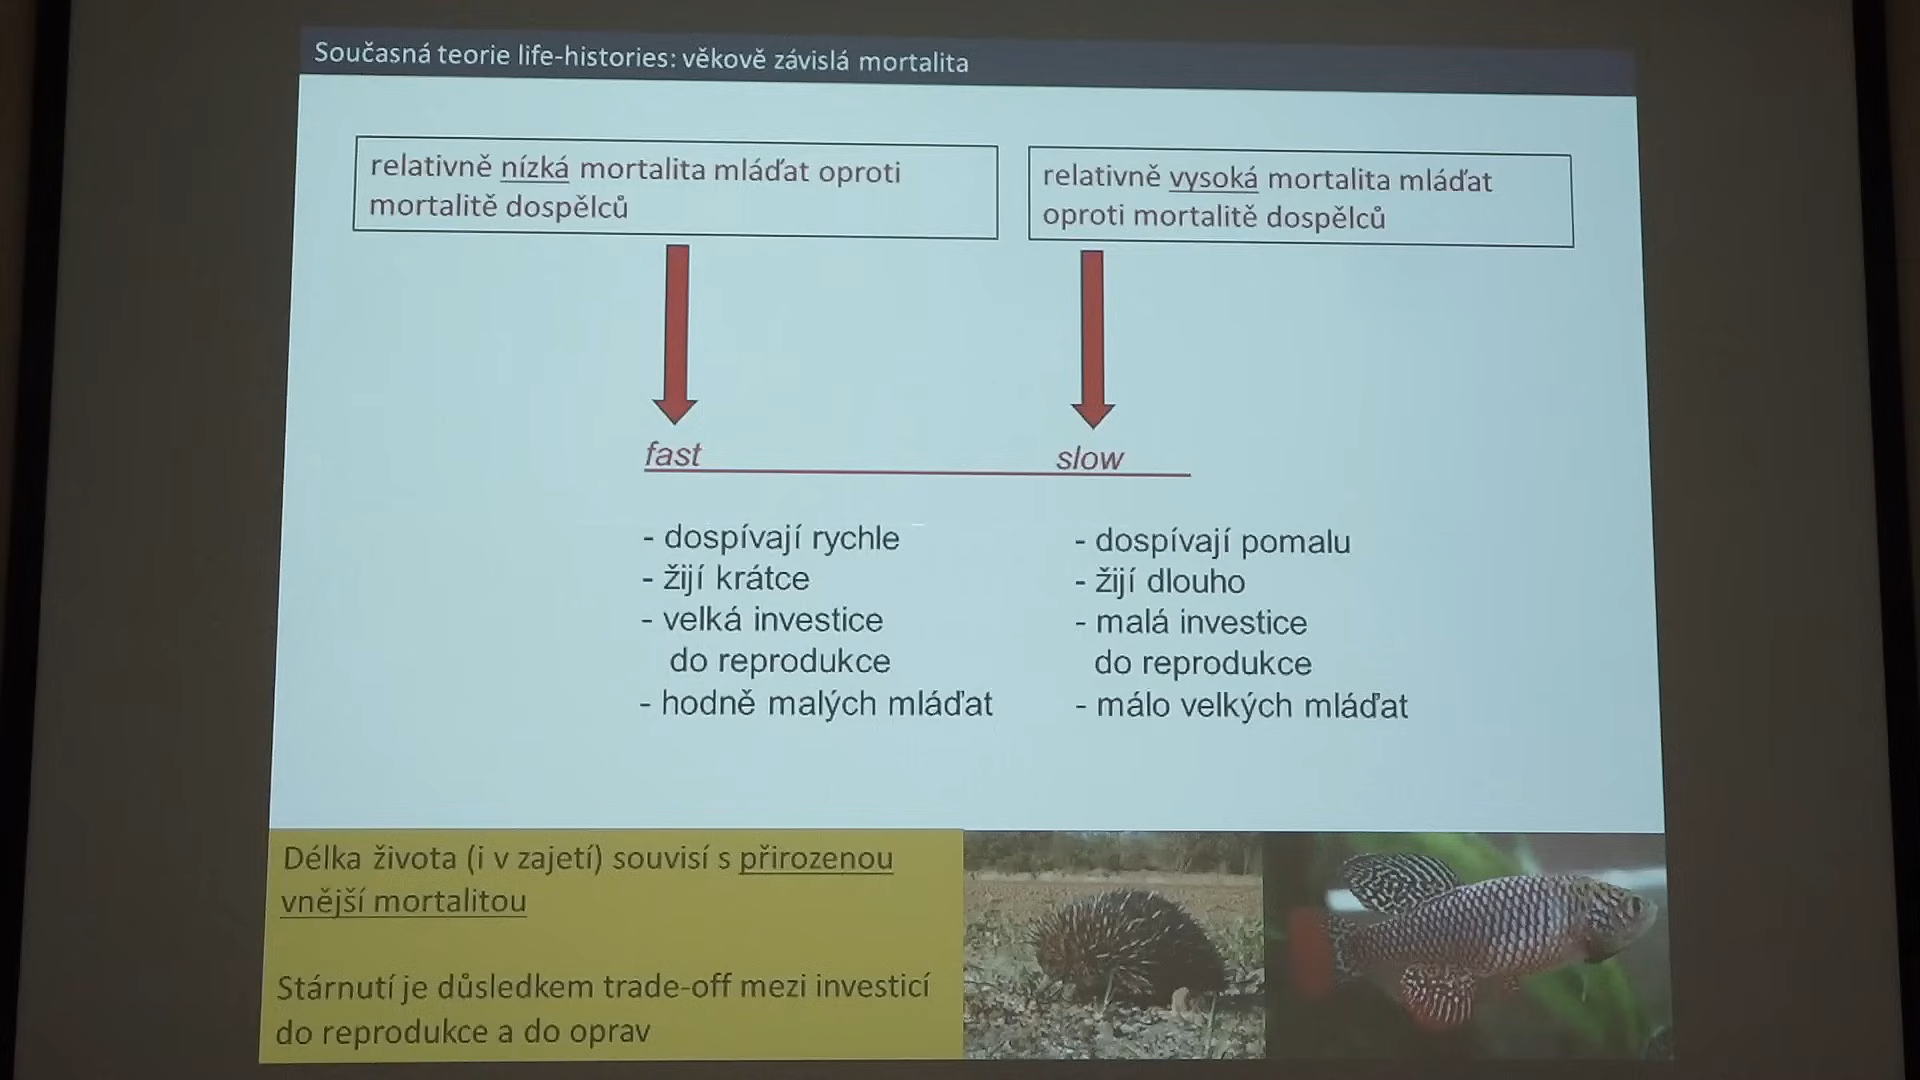 Současná teorie life-histories: věkově závislá mortalita
relativně nízká mortalita mláďat oproti
mortalitě dospělců
relativně vysoká mortalita mláďat
oproti mortalitě dospělců
fast
slow
- dospívají rychle
- žijí krátce
- velká investice
do reprodukce
- hodně malých mláďat
- dospívají pomalu
- žijí dlouho
- malá investice
do reprodukce
- málo velkých mláďat
Délka života (i v zajetí) souvisí s přirozenou
vnější mortalitou
Stárnutí je důsledkem trade-off mezi investicí
do reprodukce a do oprav